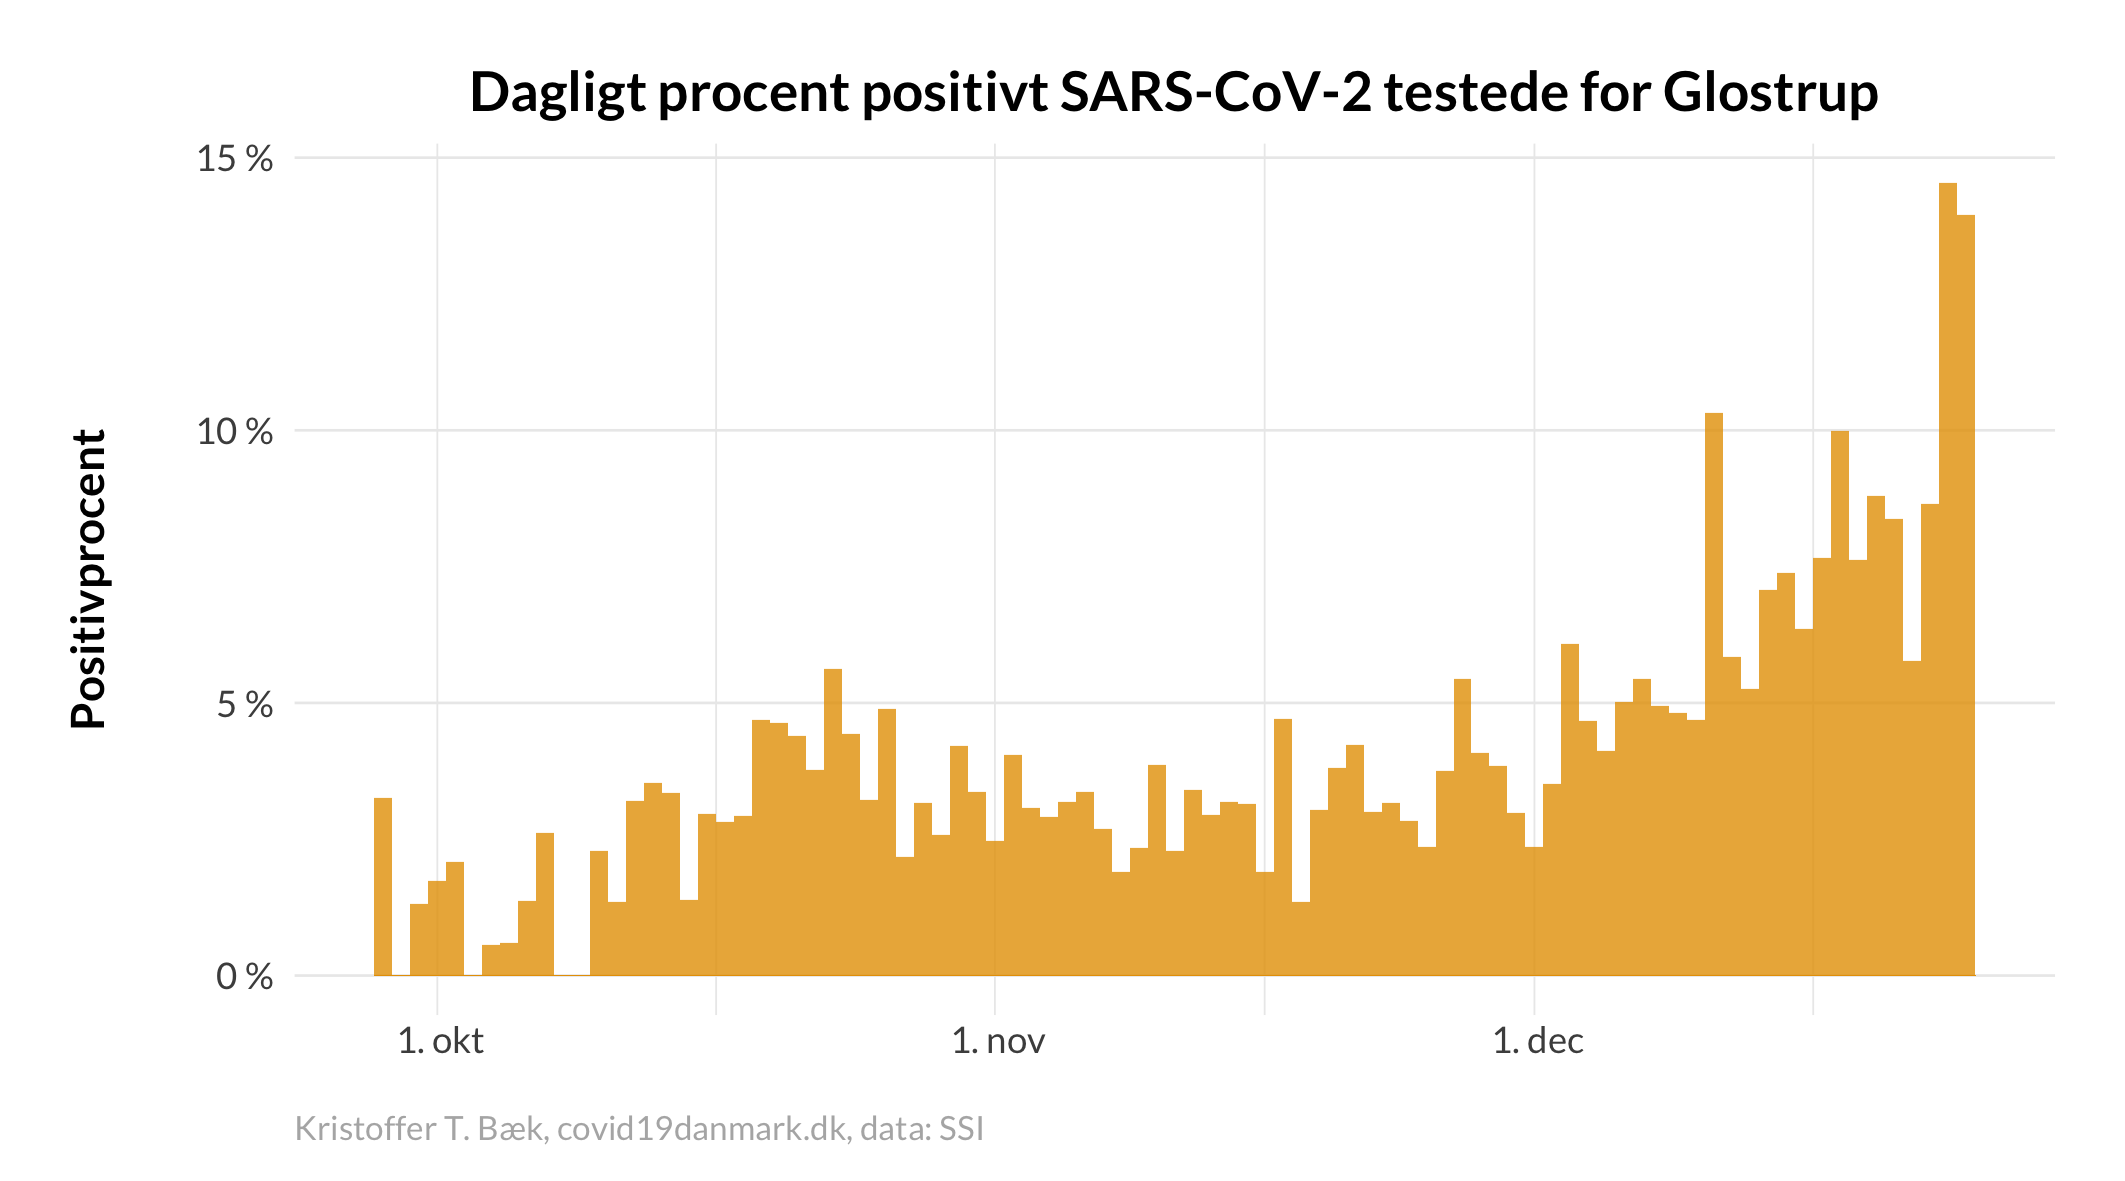 Dagligt procent positivt SARS-CoV-2 testede for Glostrup
15 %
10 %
5 %
0 %
Positivprocent
1. okt
1. nov
1. dec
Kristoffer T. Bæk, covid19danmark.dk, data: SSI